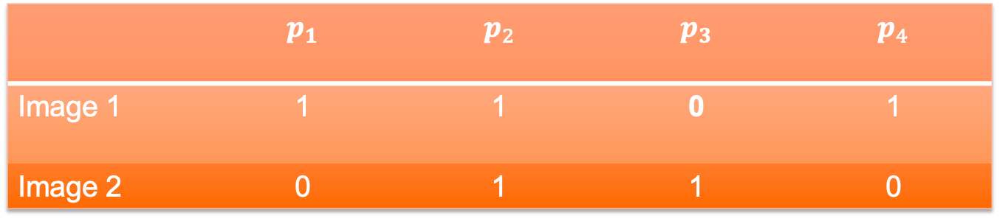 p₁ p₂ p₃ p₄
Image 1 1 1 0 1
Image 2 0 1 1 0